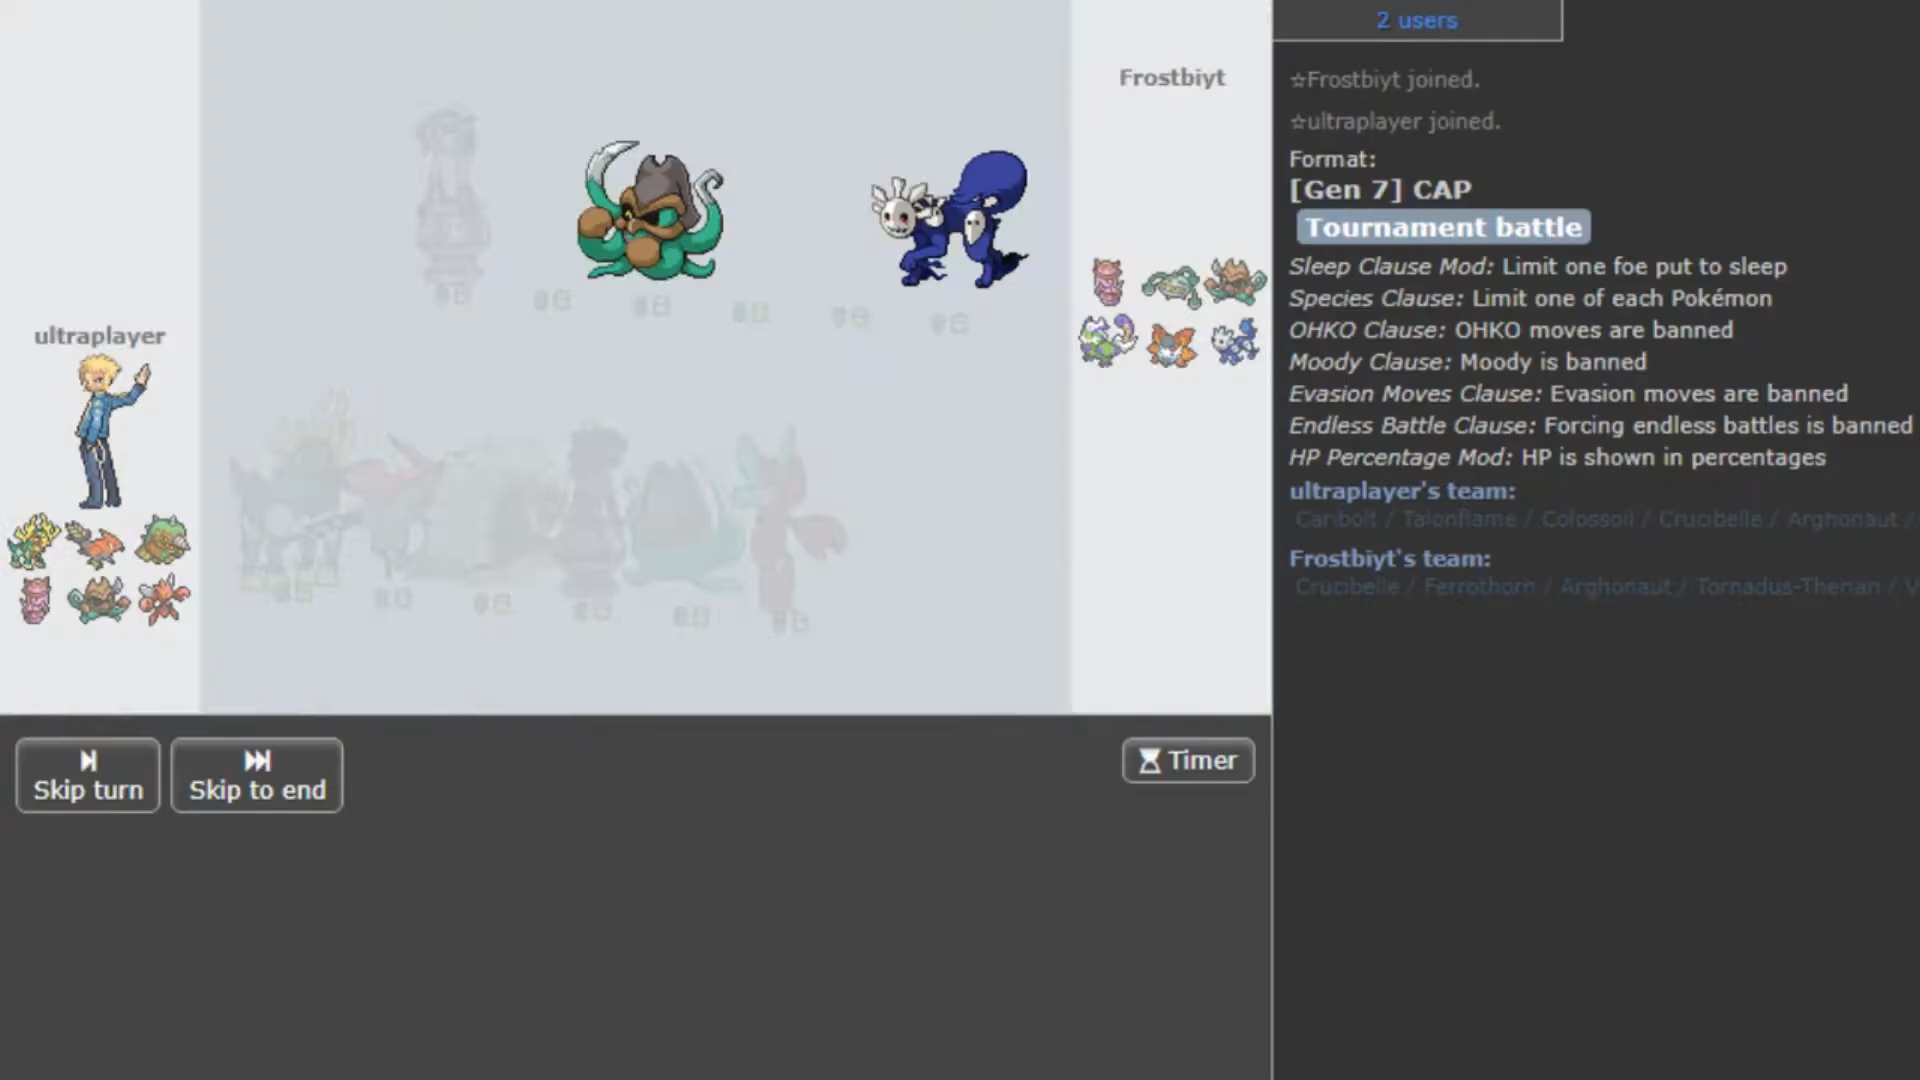 2 users
Frostbiyt
☆Frostbiyt joined.
☆ultraplayer joined.
Format:
[Gen 7] CAP
Tournament battle
Sleep Clause Mod: Limit one foe put to sleep
Species Clause: Limit one of each Pokémon
OHKO Clause: OHKO moves are banned
Moody Clause: Moody is banned
Evasion Moves Clause: Evasion moves are banned
Endless Battle Clause: Forcing endless battles is banned
HP Percentage Mod: HP is shown in percentages
ultraplayer's team:
Caribolt / Talonflame / Colossoil / Crucibelle / Arghonaut /
Frostbiyt's team:
Crucibelle / Ferrothorn / Arghonaut / Tornadus-Therian / V
ultraplayer
Skip turn
Skip to end
Timer